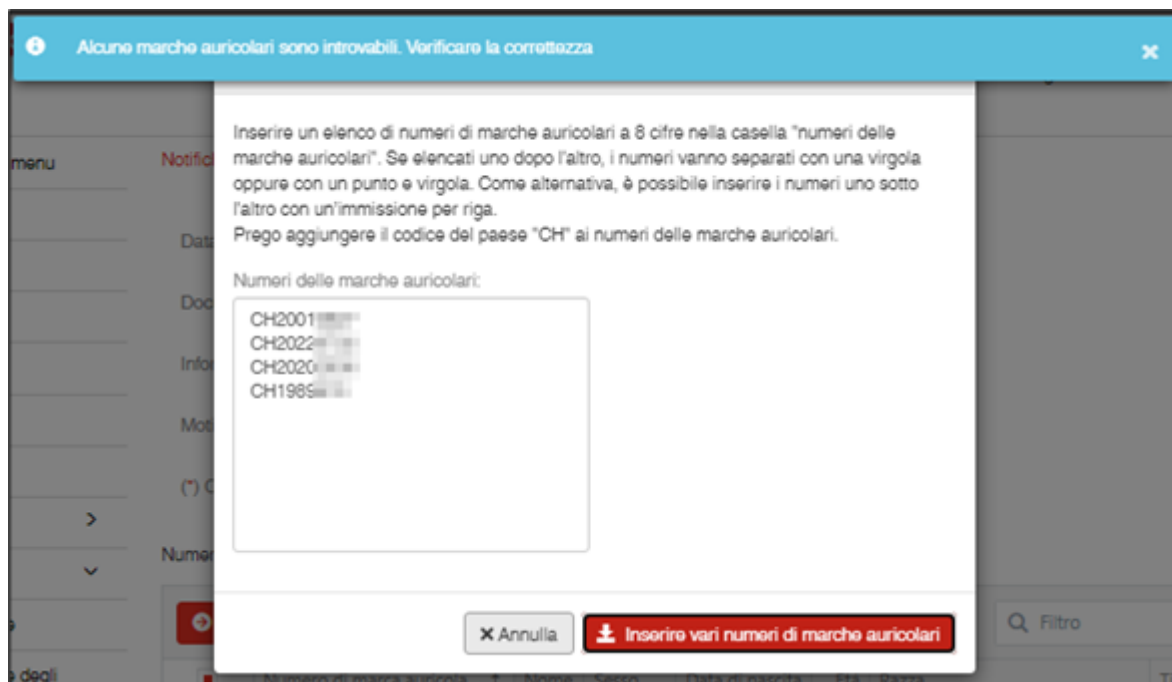 Alcune marche auricolari sono introvabili. Verificare la correttezza
Inserire un elenco di numeri di marche auricolari a 8 cifre nella casella "numeri delle
marche auricolari". Se elencati uno dopo l'altro, i numeri vanno separati con una virgola
oppure con un punto e virgola. Come alternativa, è possibile inserire i numeri uno sotto
l'altro con un'immissione per riga.
Prego aggiungere il codice del paese "CH" ai numeri delle marche auricolari.
menu
Notific
Data
Doc
Infor
Moti
(*) C
Numer
Numeri delle marche auricolari:
CH2001
CH2022
CH2020
CH1989
Annulla
Inserire vari numeri di marche auricolari
Filtro
e degli
Numero di marca auricola Nome Sesso Data di nascita Età Razza